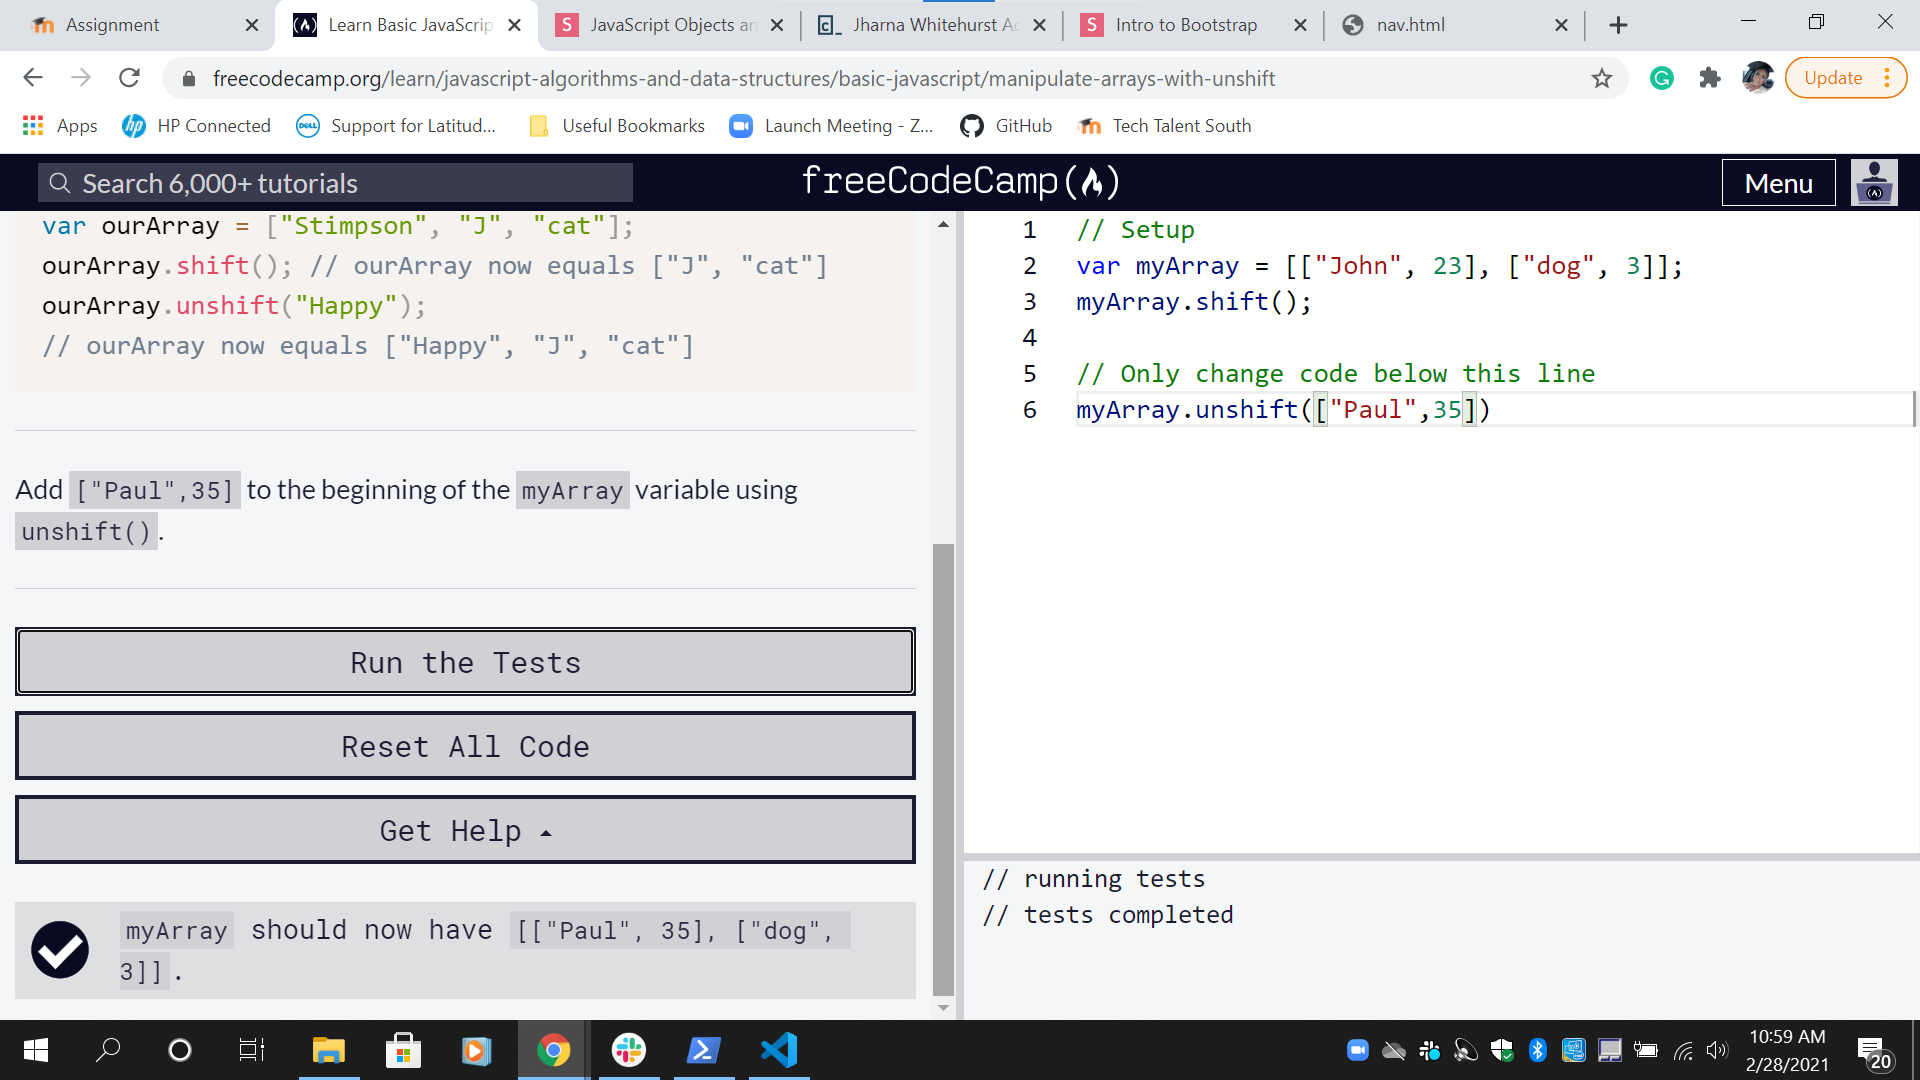 Assignment
Learn Basic JavaScrip
JavaScript Objects an
Jharna Whitehurst Ac
Intro to Bootstrap
nav.html
freecodecamp.org/learn/javascript-algorithms-and-data-structures/basic-javascript/manipulate-arrays-with-unshift
Update
Apps
HP Connected
Support for Latitud...
Useful Bookmarks
Launch Meeting - Z...
GitHub
Tech Talent South
Search 6,000+ tutorials
freeCodeCamp
Menu
var ourArray = ["Stimpson", "J", "cat"];
ourArray.shift(); // ourArray now equals ["J", "cat"]
ourArray.unshift("Happy");
// ourArray now equals ["Happy", "J", "cat"]
Add ["Paul",35] to the beginning of the myArray variable using
unshift().
Run the Tests
Reset All Code
Get Help
myArray should now have [["Paul", 35], ["dog",
3]].
1 // Setup
2 var myArray = [["John", 23], ["dog", 3]];
3 myArray.shift();
4
5 // Only change code below this line
6 myArray.unshift(["Paul",35])
// running tests
// tests completed
10:59 AM
2/28/2021
20